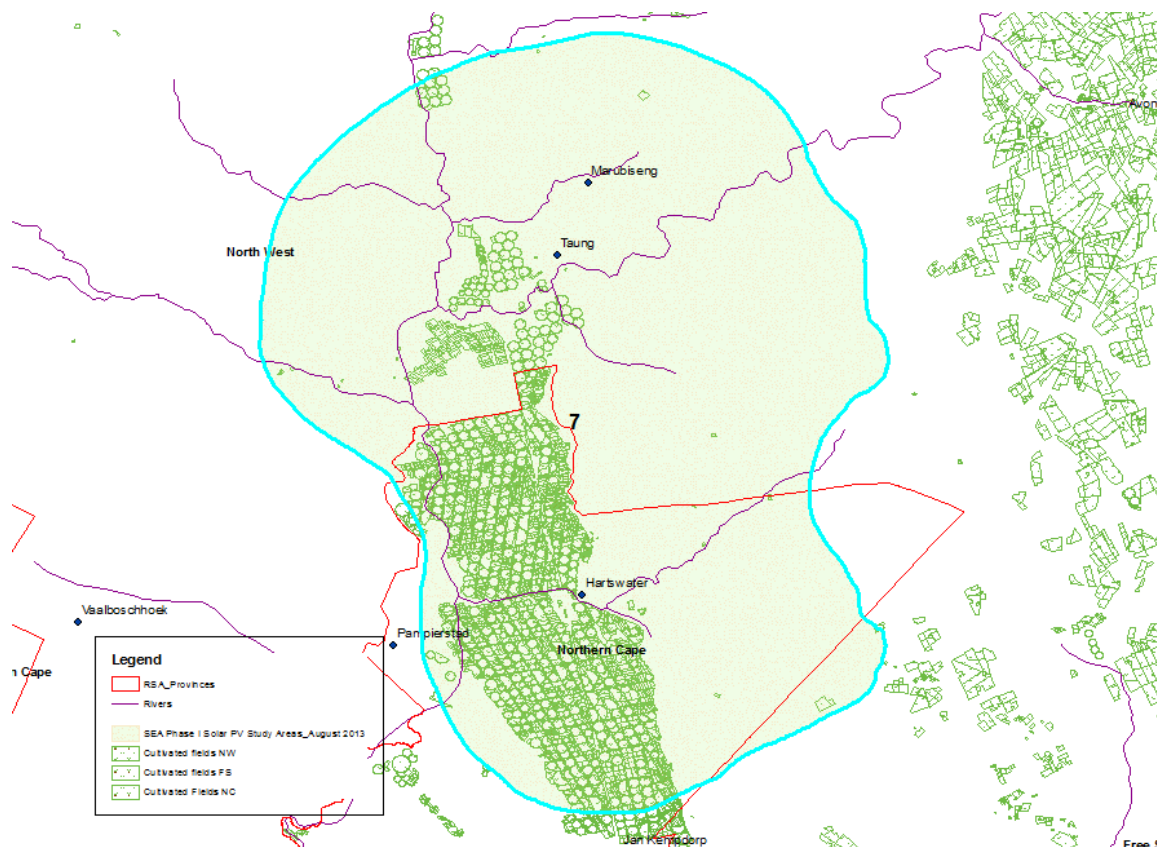 Avon
Marubiseng
Taung
North West
7
Hartswater
Vaalboschhoek
Pampierstad
Northern Cape
n Cape
Legend
RSA_Provinces
Rivers
SEA Phase I Solar PV Study Areas_August 2013
Cultivated fields NW
Cultivated fields FS
Cultivated Fields NC
Jan Kempdorp
Free S